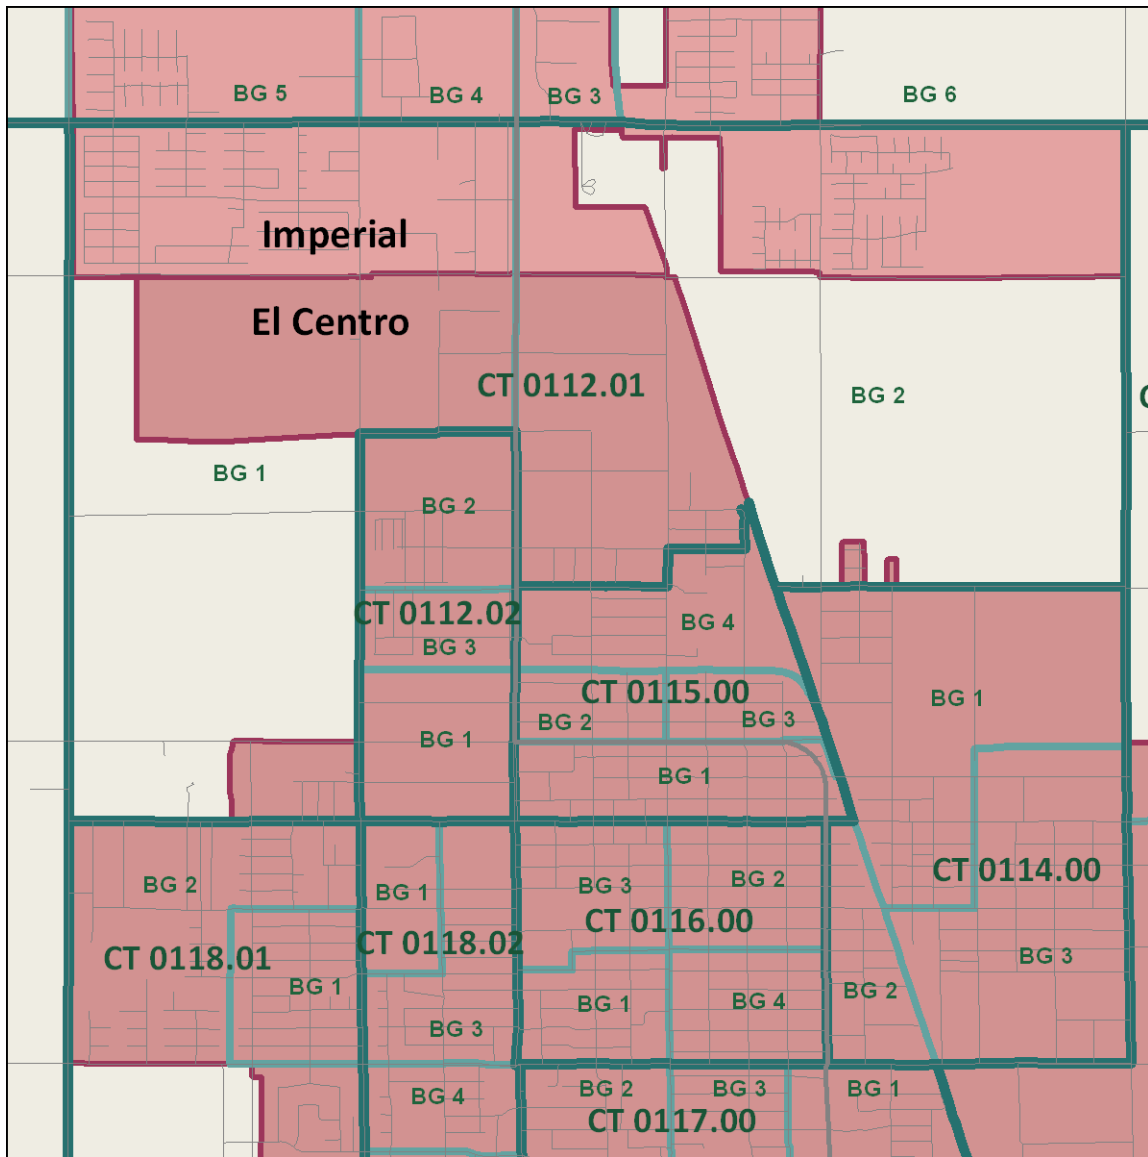 BG 5
BG 4
BG 3
BG 6
Imperial
El Centro
CT 0112.01
BG 2
C
BG 1
BG 2
CT 0112.02
BG 4
BG 3
CT 0115.00
BG 1
BG 2
BG 3
BG 1
BG 1
BG 2
BG 1
BG 3
BG 2
CT 0114.00
CT 0116.00
CT 0118.02
CT 0118.01
BG 3
BG 1
BG 1
BG 4
BG 2
BG 3
BG 4
BG 2
BG 3
BG 1
CT 0117.00